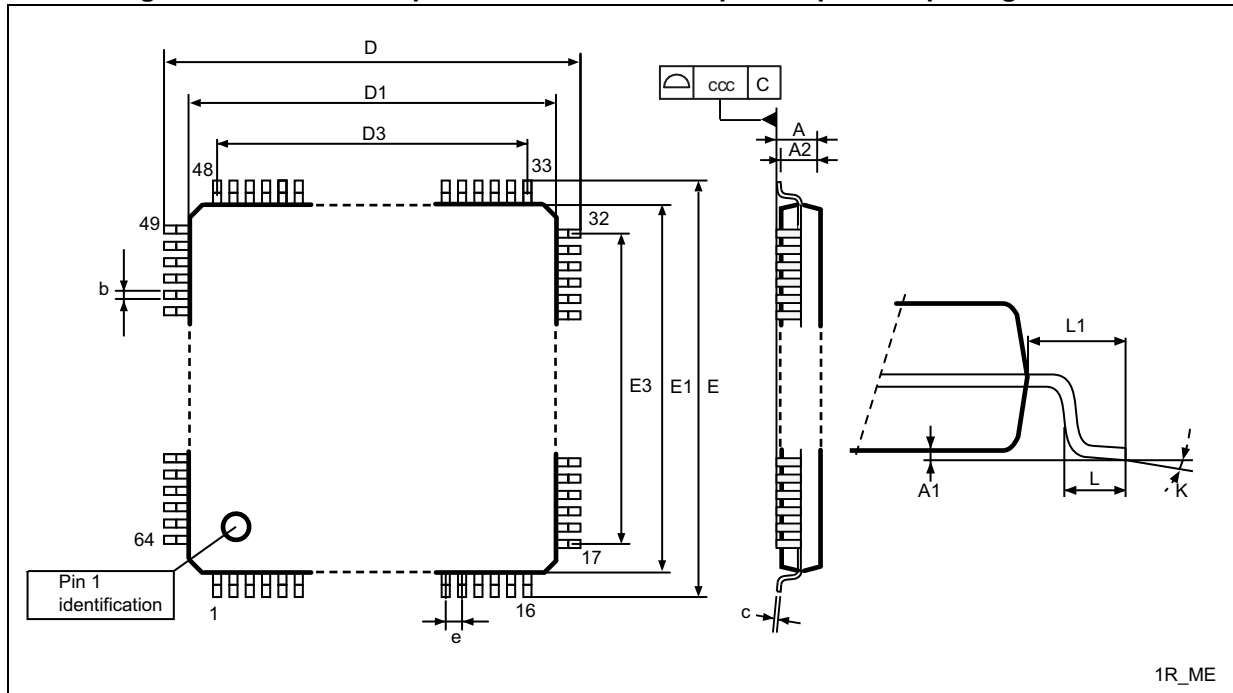 D
D1
D3
ccc C
A
A2
48
33
49
32
b
E3
E1
E
L1
A1
L
K
64
17
Pin 1
identification
1
16
e
c
1R_ME